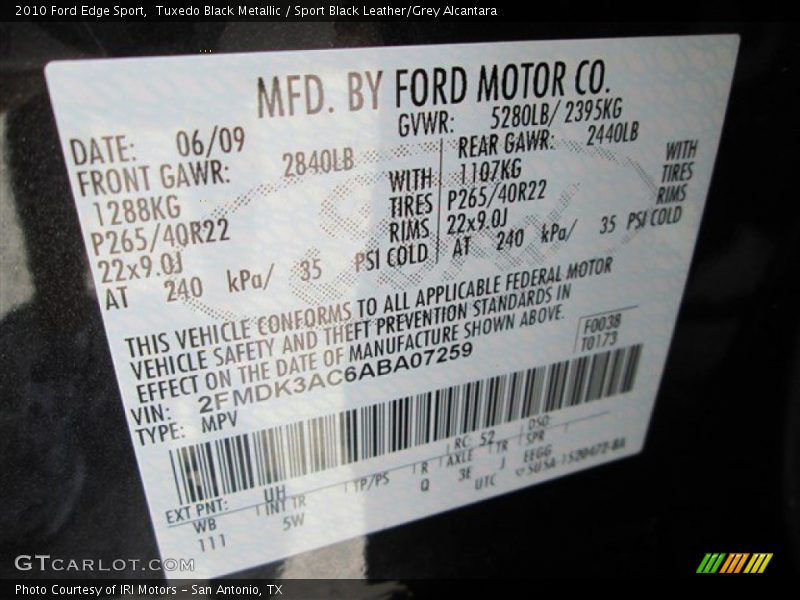 2010 Ford Edge Sport,  Tuxedo Black Metallic / Sport Black Leather/Grey Alcantara
MFD. BY FORD MOTOR CO.
DATE: 06/09
GVWR: 5280LB/ 2395KG
FRONT GAWR: 2840LB
1288KG WITH
P265/40R22 TIRES
22x9.0J RIMS
AT 240 kPa/ 35 PSI COLD
REAR GAWR: 2440LB
1107KG WITH
P265/40R22 TIRES
22x9.0J RIMS
AT 240 kPa/ 35 PSI COLD
THIS VEHICLE CONFORMS TO ALL APPLICABLE FEDERAL MOTOR
VEHICLE SAFETY AND THEFT PREVENTION STANDARDS IN
EFFECT ON THE DATE OF MANUFACTURE SHOWN ABOVE.
F0038
T0173
VIN: 2FMDK3AC6ABA07259
TYPE: MPV
EXT PNT: UH RC: 52 DSO:
WB INT TR TP/PS R AXLE TR SPR
111 5W Q 3E J EEGG
UTC
GTCARLOT.COM
Photo Courtesy of IRI Motors – San Antonio, TX